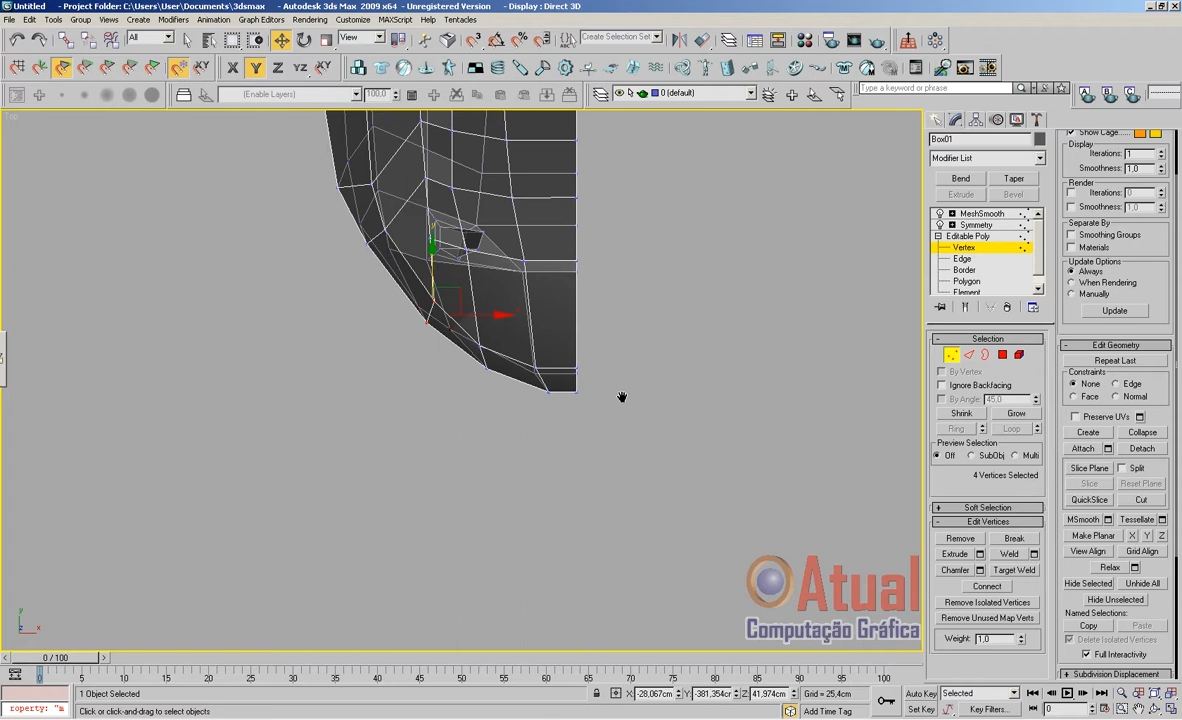 Untitled - Project Folder: C:\Users\User\Documents\3dsmax - Autodesk 3ds Max 2009 x64 - Unregistered Version - Display : Direct 3D
File Edit Tools Group Views Create Modifiers Animation Graph Editors Rendering Customize MAXScript Help Tentacles
All View Create Selection Set
X Y Z YZ XY
(Enable Layers) 100,0 0 (default) Type a keyword or phrase A B C
Top
Box01
Modifier List
Bend Taper
Extrude Bevel
MeshSmooth
Symmetry
Editable Poly
Vertex
Edge
Border
Polygon
Element
Selection
By Vertex
Ignore Backfacing
By Angle: 45,0
Shrink Grow
Ring Loop
Preview Selection
Off SubObj Multi
4 Vertices Selected
Soft Selection
Edit Vertices
Remove Break
Extrude Weld
Chamfer Target Weld
Connect
Remove Isolated Vertices
Remove Unused Map Verts
Weight: 1,0
Show Cage......
Display
Iterations: 1
Smoothness: 1,0
Render
Iterations: 0
Smoothness: 1,0
Separate By
Smoothing Groups
Materials
Update Options
Always
When Rendering
Manually
Update
Edit Geometry
Repeat Last
Constraints
None Edge
Face Normal
Preserve UVs
Create Collapse
Attach Detach
Slice Plane Split
Slice Reset Plane
QuickSlice Cut
MSmooth Tessellate
Make Planar X Y Z
View Align Grid Align
Relax
Hide Selected Unhide All
Hide Unselected
Named Selections:
Copy Paste
Delete Isolated Vertices
Full Interactivity
Subdivision Displacement
Atual
Computação Gráfica
y
z x
0 / 100
0 5 10 15 20 25 30 35 40 45 50 55 60 65 70 75 80 85 90 95 100
1 Object Selected X: -28,067cm Y: -381,354cm Z: 41,974cm Grid = 25,4cm Auto Key Selected
roperty: "m Click or click-and-drag to select objects Add Time Tag Set Key Key Filters... 0